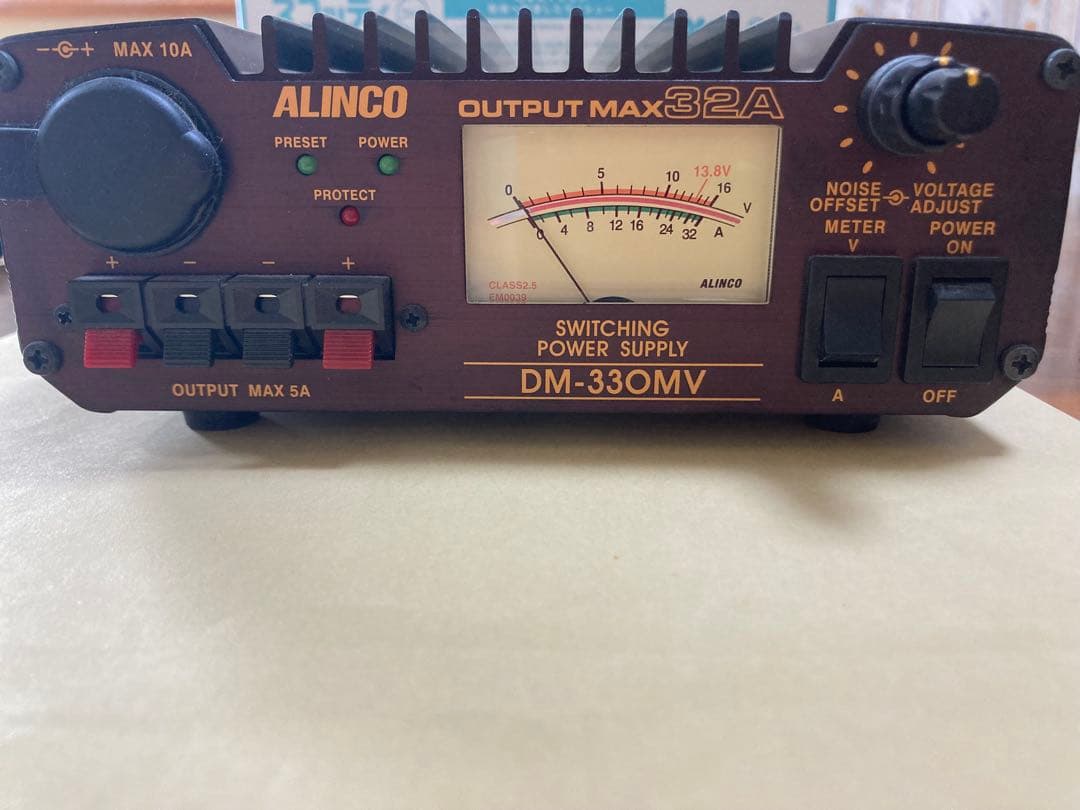 MAX 10A
ALINCO
OUTPUT MAX 32A
PRESET POWER
PROTECT
+ − − +
OUTPUT MAX 5A
0 5 10 13.8V 16 V
0 4 8 12 16 24 32 A
CLASS2.5
EM0039
ALINCO
SWITCHING
POWER SUPPLY
DM-330MV
NOISE OFFSET
VOLTAGE ADJUST
METER
V
A
POWER
ON
OFF